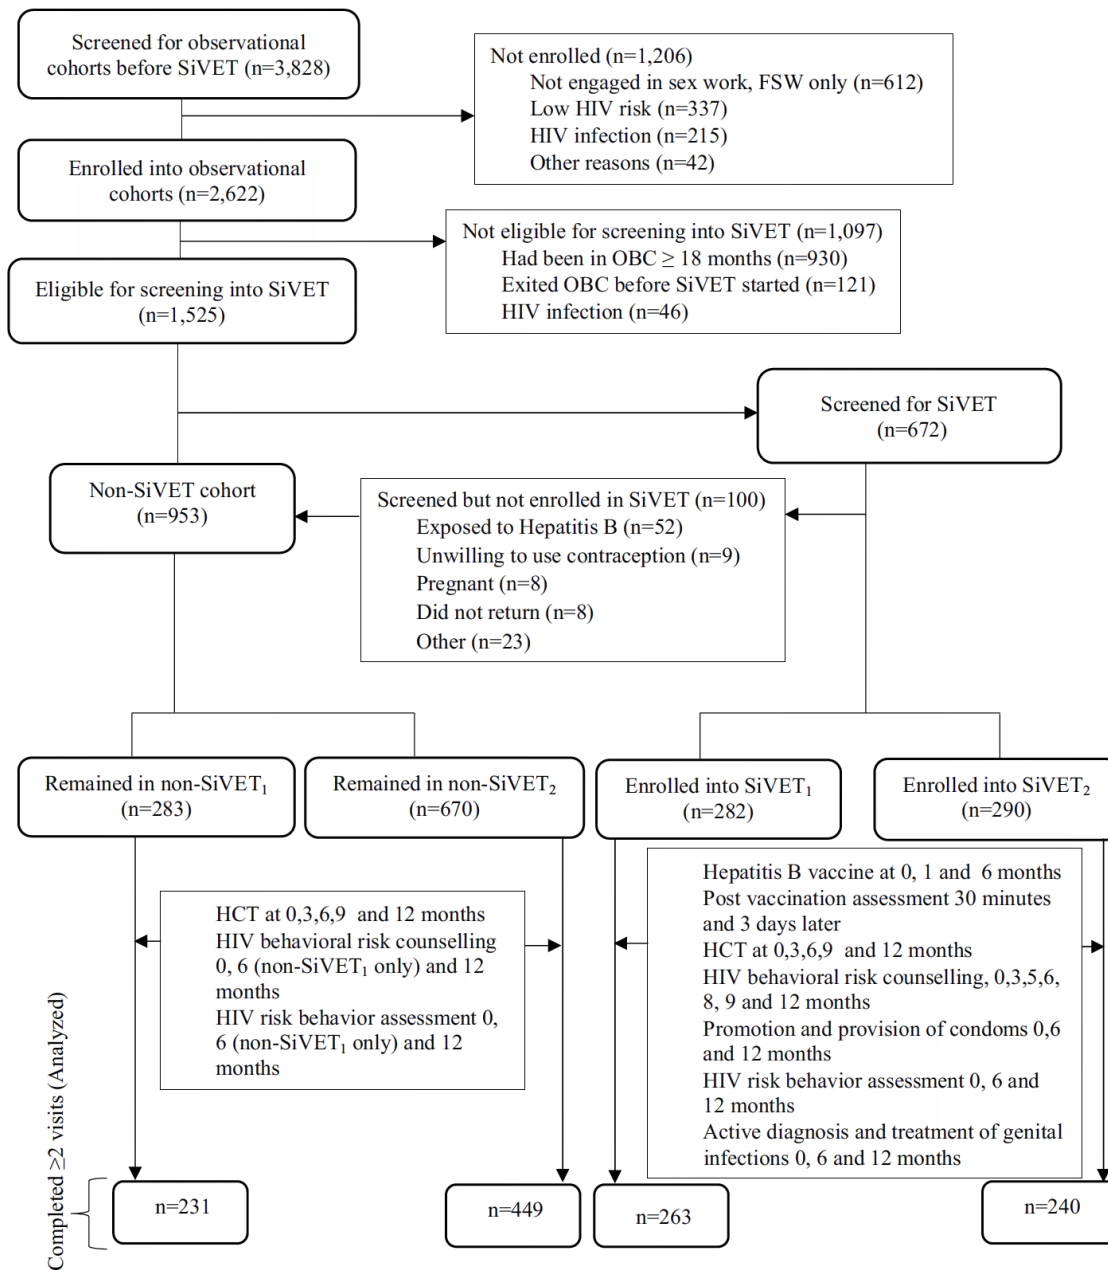 Screened for observational
cohorts before SiVET (n=3,828)
Not enrolled (n=1,206)
Not engaged in sex work, FSW only (n=612)
Low HIV risk (n=337)
HIV infection (n=215)
Other reasons (n=42)
Enrolled into observational
cohorts (n=2,622)
Not eligible for screening into SiVET (n=1,097)
Had been in OBC ≥ 18 months (n=930)
Exited OBC before SiVET started (n=121)
HIV infection (n=46)
Eligible for screening into SiVET
(n=1,525)
Screened for SiVET
(n=672)
Non-SiVET cohort
(n=953)
Screened but not enrolled in SiVET (n=100)
Exposed to Hepatitis B (n=52)
Unwilling to use contraception (n=9)
Pregnant (n=8)
Did not return (n=8)
Other (n=23)
Remained in non-SiVET₁
(n=283)
Remained in non-SiVET₂
(n=670)
Enrolled into SiVET₁
(n=282)
Enrolled into SiVET₂
(n=290)
HCT at 0,3,6,9 and 12 months
HIV behavioral risk counselling
0, 6 (non-SiVET₁ only) and 12
months
HIV risk behavior assessment 0,
6 (non-SiVET₁ only) and 12
months
Hepatitis B vaccine at 0, 1 and 6 months
Post vaccination assessment 30 minutes
and 3 days later
HCT at 0,3,6,9 and 12 months
HIV behavioral risk counselling, 0,3,5,6,
8, 9 and 12 months
Promotion and provision of condoms 0,6
and 12 months
HIV risk behavior assessment 0, 6 and
12 months
Active diagnosis and treatment of genital
infections 0, 6 and 12 months
Completed ≥2 visits (Analyzed)
n=231
n=449
n=263
n=240